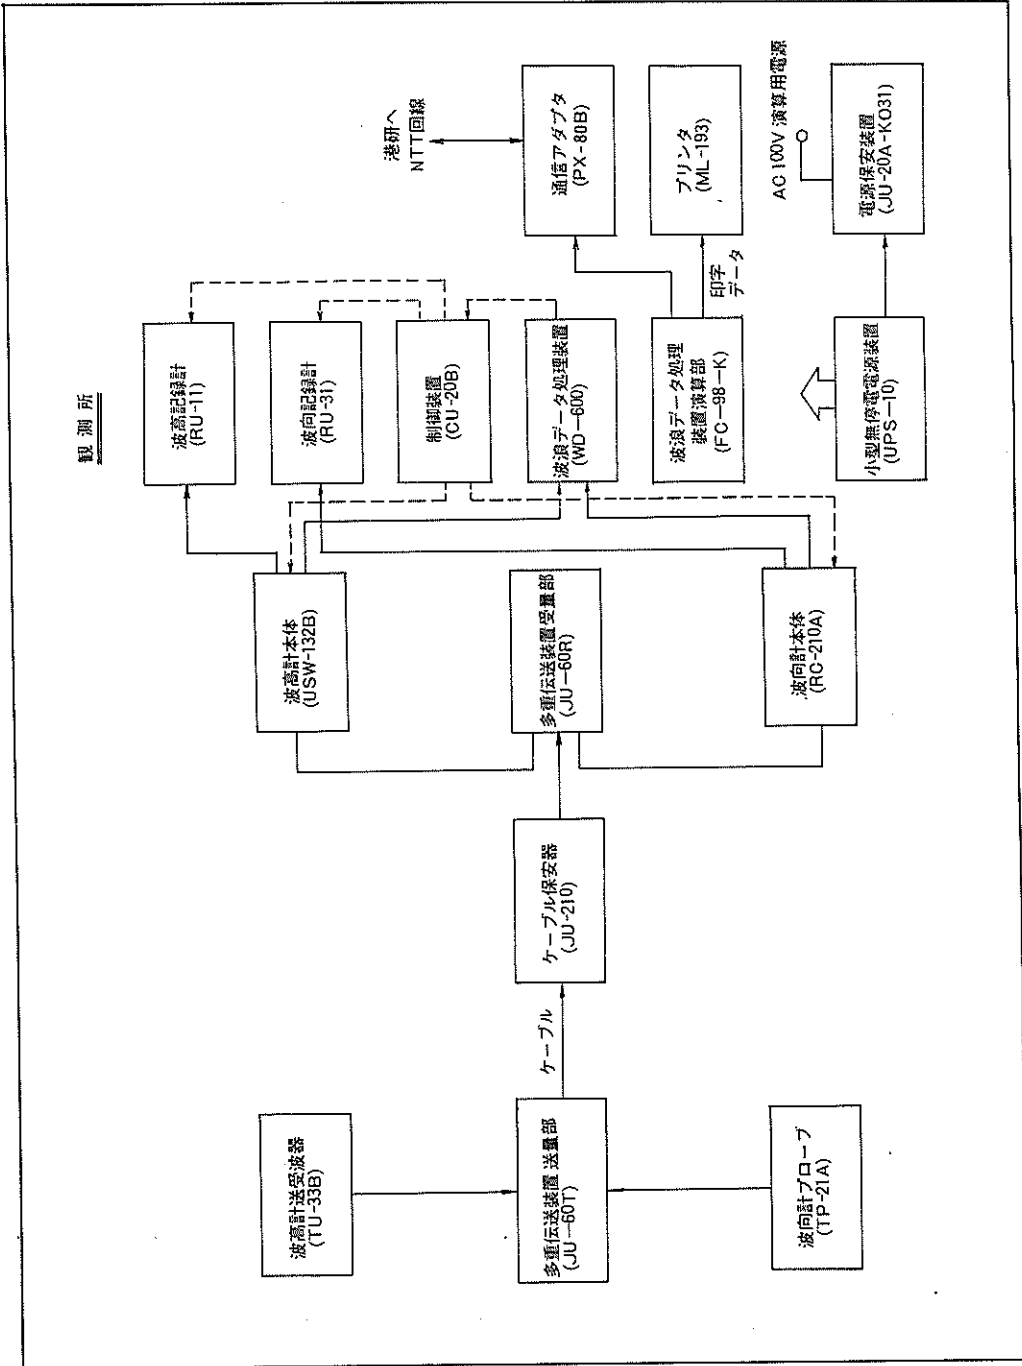 観測所
波高計送受波器
(TU-33B)
多重伝送装置 送量部
(JU-60T)
波向計プローブ
(TP-21A)
ケーブル
ケーブル保安器
(JU-210)
波高計本体
(USW-132B)
多重伝送装置受量部
(JU-60R)
波向計本体
(RC-210A)
波高記録計
(RU-11)
波向記録計
(RU-31)
制御装置
(CU-20B)
波浪データ処理装置
(WD-600)
波浪データ処理
装置演算部
(FC-98-K)
小型無停電電源装置
(UPS-10)
港研へ
NTT回線
通信アダプタ
(PX-80B)
印字
データ
プリンタ
(ML-193)
AC 100V 演算用電源
電源保安装置
(JU-20A-K031)